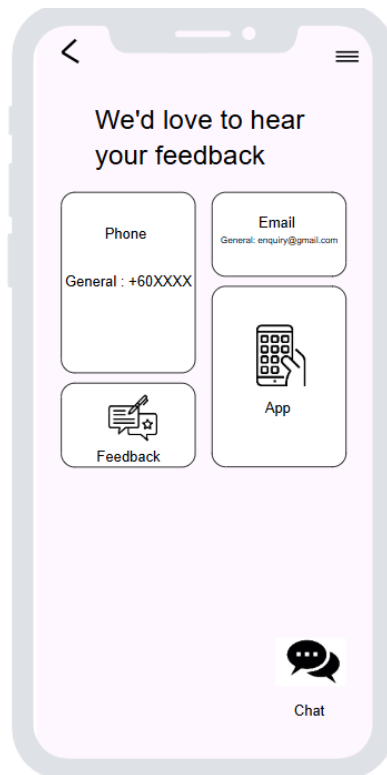 We'd love to hear
your feedback
Phone
General : +60XXXX
Email
General: enquiry@gmail.com
App
Feedback
Chat